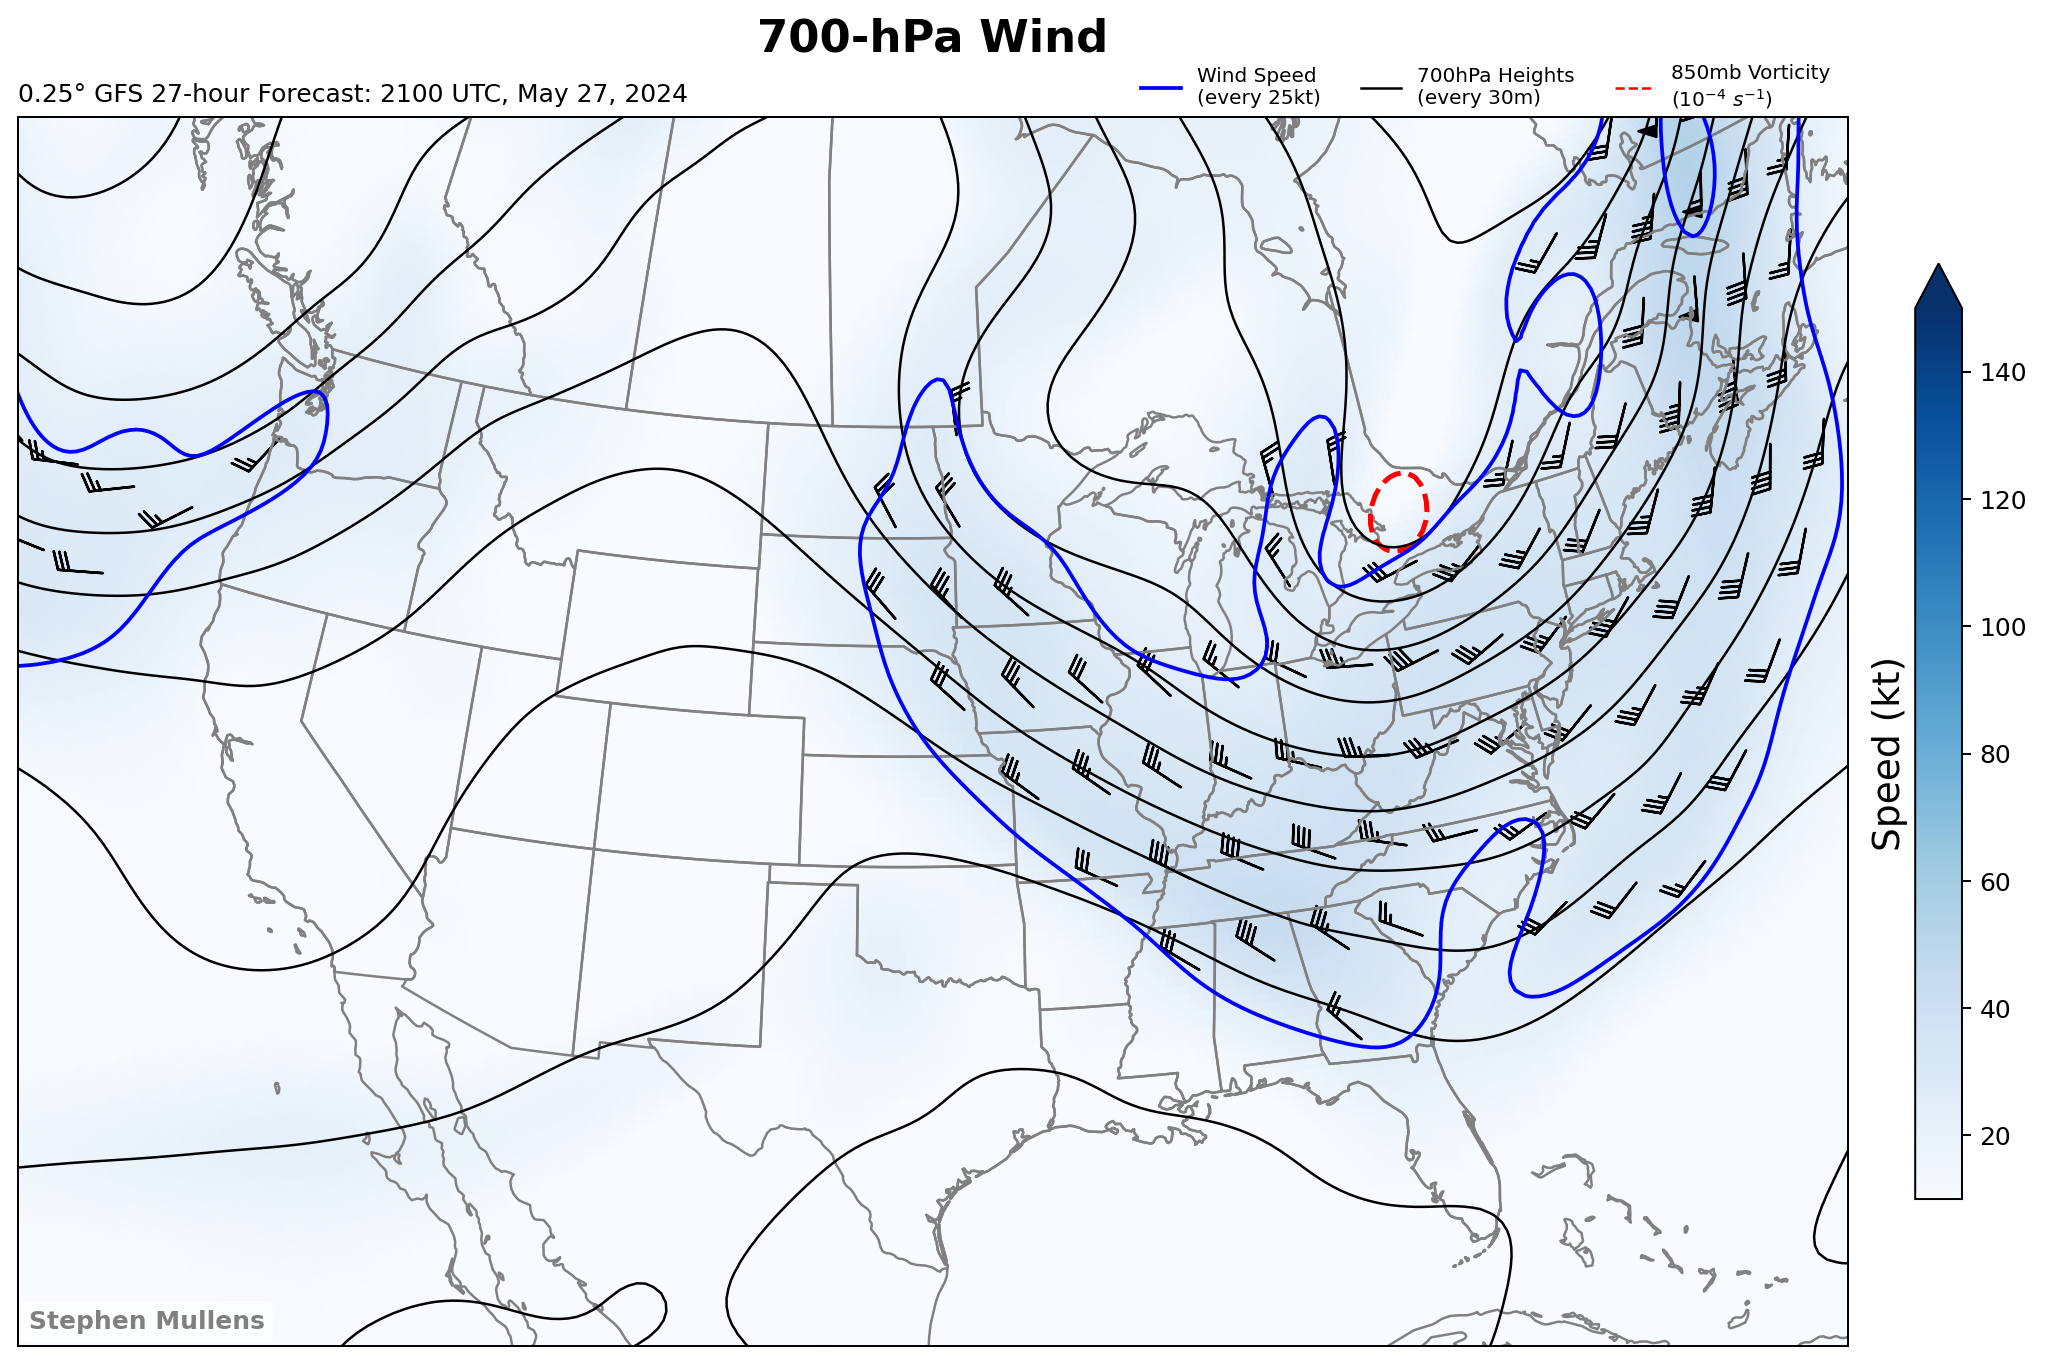 700-hPa Wind
0.25° GFS 27-hour Forecast: 2100 UTC, May 27, 2024
Wind Speed
(every 25kt)
700hPa Heights
(every 30m)
850mb Vorticity
(10⁻⁴ s⁻¹)
140
120
100
80
60
40
20
Speed (kt)
Stephen Mullens